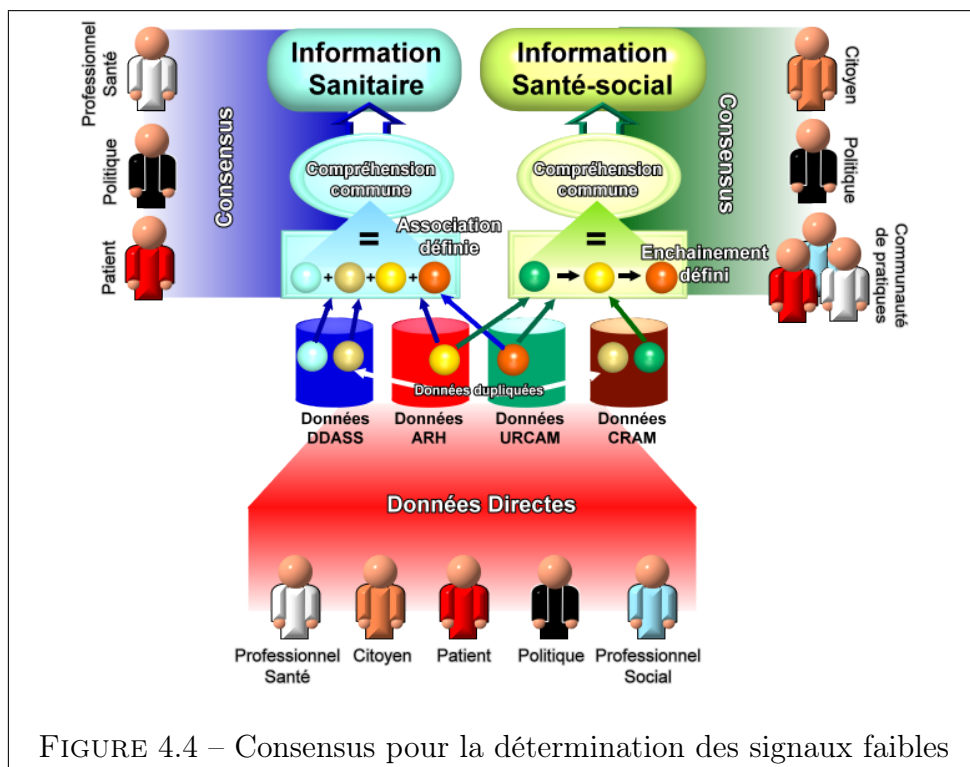 Professionnel
Santé
Politique
Patient
Consensus
Information
Sanitaire
Information
Santé-social
Consensus
Citoyen
Politique
Communauté
de pratiques
Compréhension
commune
Compréhension
commune
=
Association
définie
+ + +
=
Enchainement
défini
Données dupliquées
Données
DDASS
Données
ARH
Données
URCAM
Données
CRAM
Données Directes
Professionnel
Santé
Citoyen
Patient
Politique
Professionnel
Social
FIGURE 4.4 – Consensus pour la détermination des signaux faibles